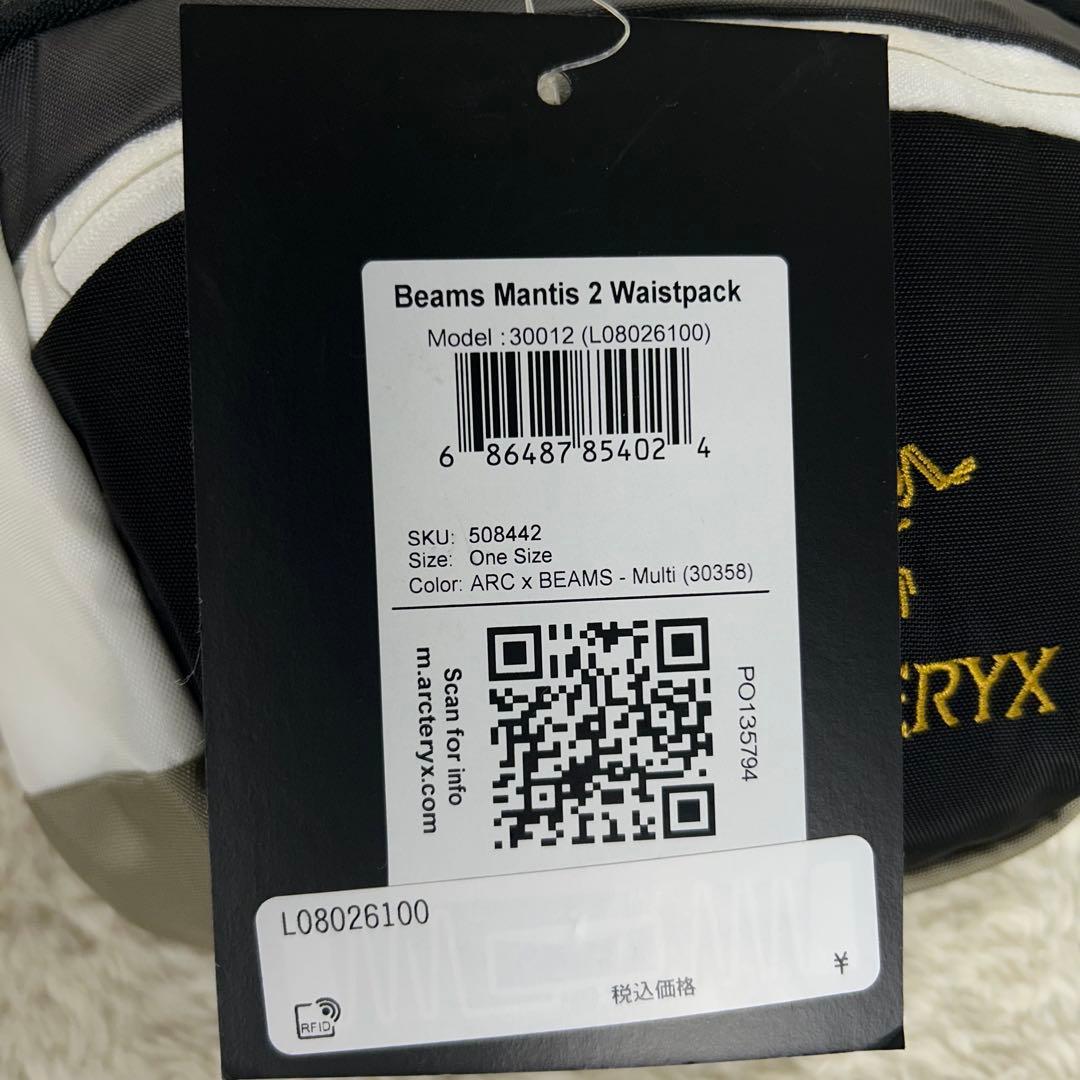 Beams Mantis 2 Waistpack
Model : 30012 (L08026100)
6 86487 85402 4
SKU: 508442
Size: One Size
Color: ARC x BEAMS - Multi (30358)
Scan for info
m.arcteryx.com
PO135794
ERYX
L08026100
¥
税込価格
RFID